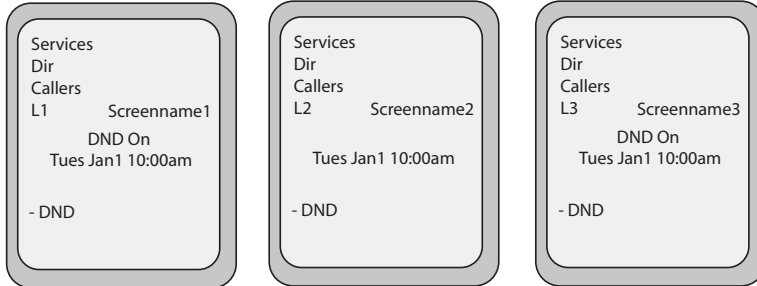 Services
Dir
Callers
L1 Screenname1
DND On
Tues Jan1 10:00am
- DND
Services
Dir
Callers
L2 Screenname2
Tues Jan1 10:00am
- DND
Services
Dir
Callers
L3 Screenname3
DND On
Tues Jan1 10:00am
- DND